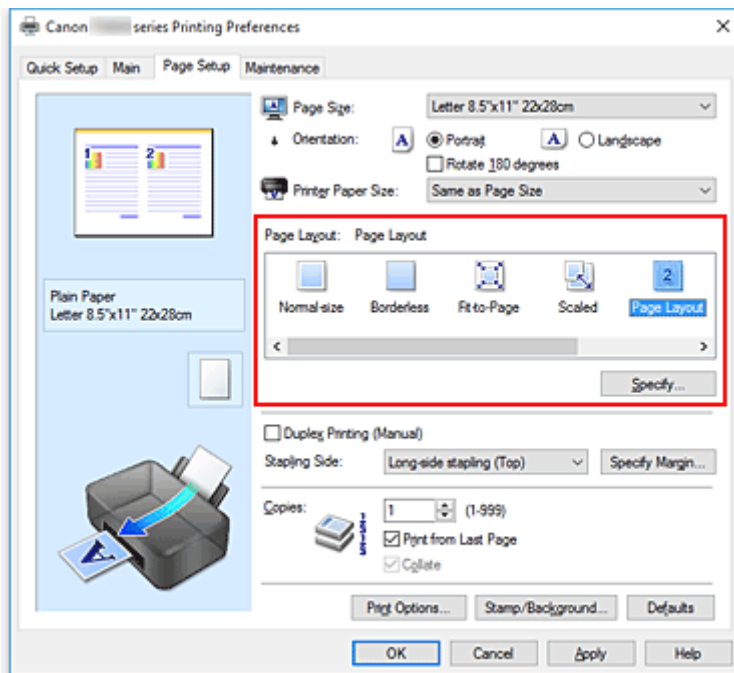 Canon series Printing Preferences
Quick Setup Main Page Setup Maintenance
1 2
Plain Paper
Letter 8.5"x11" 22x28cm
A
Page Size: Letter 8.5"x11" 22x28cm
Orientation: A Portrait A Landscape
Rotate 180 degrees
Printer Paper Size: Same as Page Size
Page Layout: Page Layout
2
Normal-size Borderless Fit-to-Page Scaled Page Layout
Specify...
Duplex Printing (Manual)
Stapling Side: Long-side stapling (Top) Specify Margin...
Copies: 1 (1-999)
Print from Last Page
Collate
Print Options... Stamp/Background... Defaults
OK Cancel Apply Help